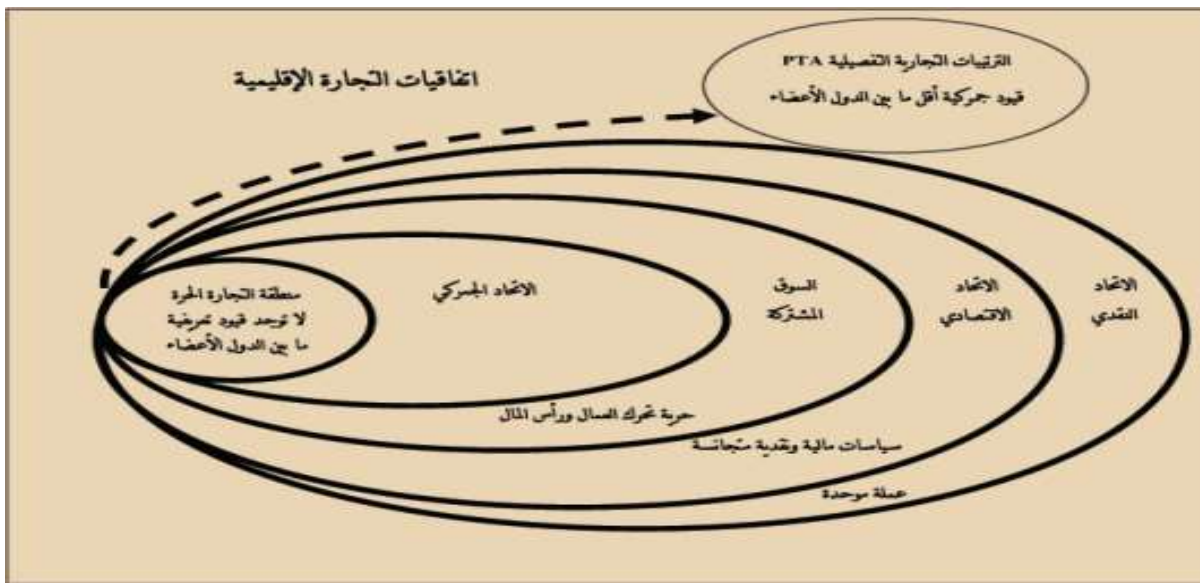 اتفاقيات التجارة الإقليمية
الترتيبات التجارية التفصيلية PTA
قيود جمركية أقل ما بين الدول الأعضاء
منطقة التجارة الحرة
لا توجد قيود تعريفية
ما بين الدول الأعضاء
الاتحاد الجمركي
السوق
المشتركة
الاتحاد
الاقتصادي
الاتحاد
النقدي
حرية تحرك العمال ورأس المال
سياسات مالية ونقدية متجانسة
عملة موحدة